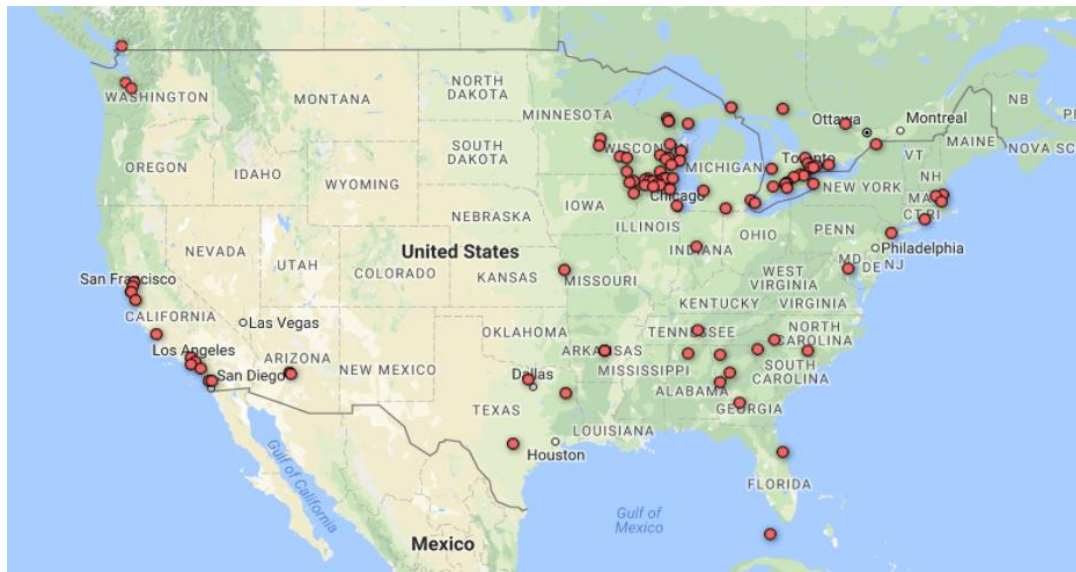 NORTH
DAKOTA
WASHINGTON
MONTANA
MINNESOTA
Ottawa
Montreal
NB
MAINE
NOVA SC
OREGON
IDAHO
SOUTH
DAKOTA
WISCONSIN
MICHIGAN
Toronto
VT
NH
WYOMING
IOWA
Chicago
NEW YORK
MA
CT RI
NEBRASKA
ILLINOIS
INDIANA
OHIO
PENN
Philadelphia
NEVADA
UTAH
United States
COLORADO
KANSAS
MISSOURI
WEST
VIRGINIA
MD
DE
NJ
San Francisco
CALIFORNIA
KENTUCKY
VIRGINIA
Las Vegas
Los Angeles
ARIZONA
NEW MEXICO
OKLAHOMA
ARKANSAS
TENNESSEE
NORTH
CAROLINA
San Diego
Dallas
MISSISSIPPI
ALABAMA
SOUTH
CAROLINA
GEORGIA
TEXAS
LOUISIANA
Houston
FLORIDA
Gulf of California
Gulf of
Mexico
Mexico